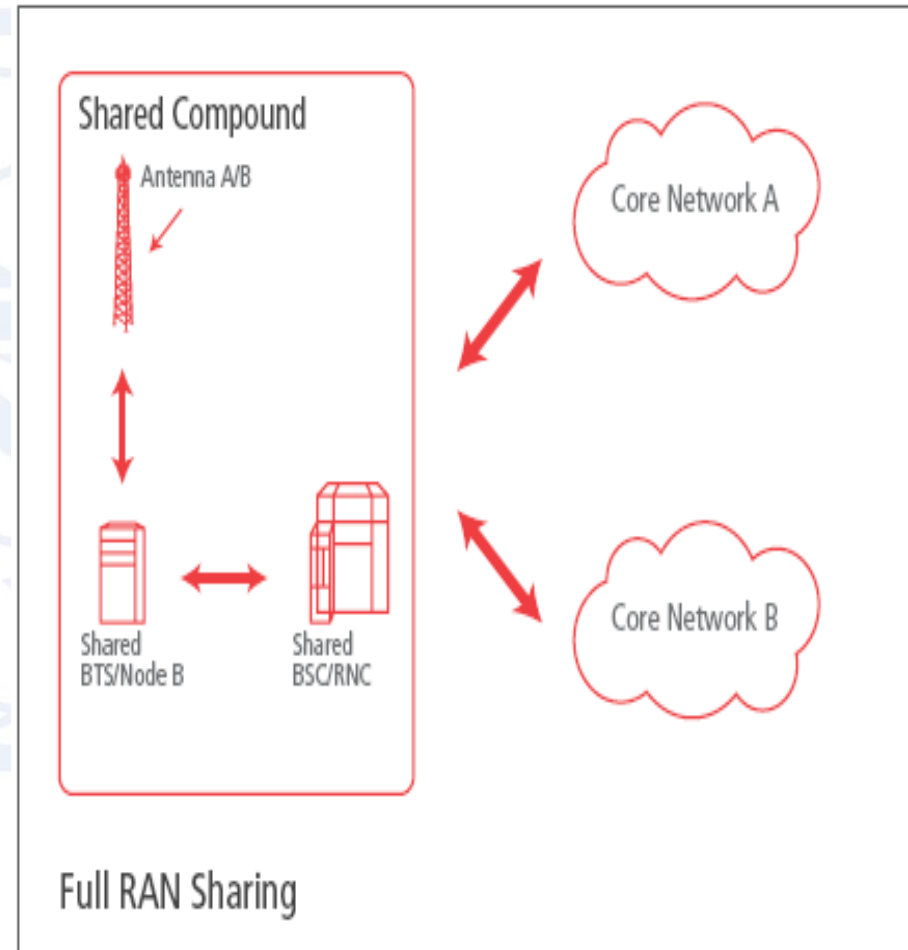 Shared Compound
Antenna A/B
Core Network A
Shared
BTS/Node B
Shared
BSC/RNC
Core Network B
Full RAN Sharing